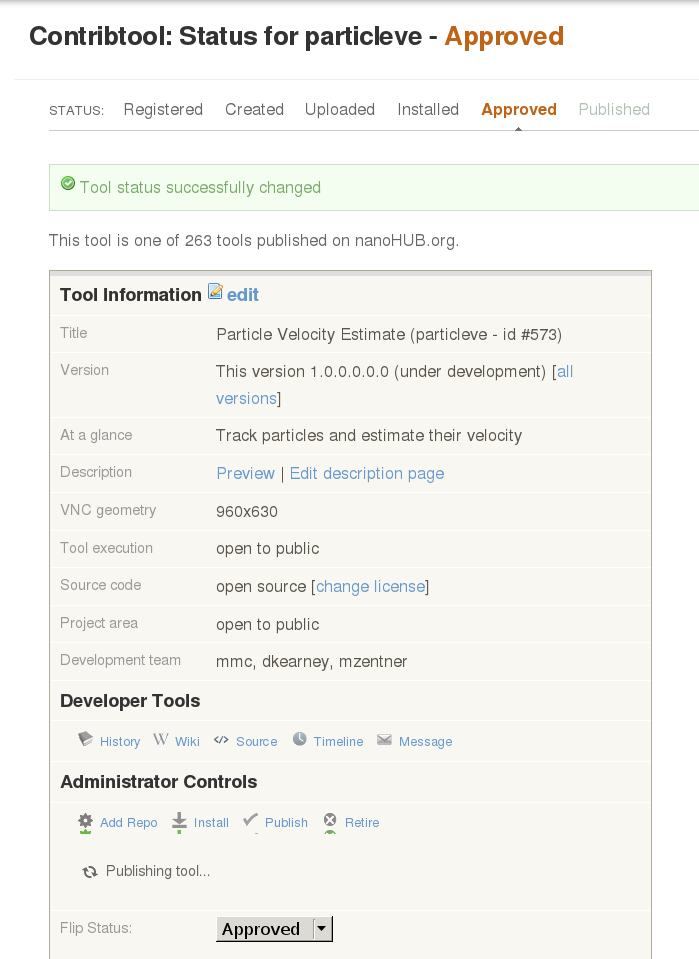 Contribtool: Status for particleve - Approved
STATUS: Registered Created Uploaded Installed Approved Published
Tool status successfully changed
This tool is one of 263 tools published on nanoHUB.org.
Tool Information edit
Title Particle Velocity Estimate (particleve - id #573)
Version This version 1.0.0.0.0.0 (under development) [all
versions]
At a glance Track particles and estimate their velocity
Description Preview | Edit description page
VNC geometry 960x630
Tool execution open to public
Source code open source [change license]
Project area open to public
Development team mmc, dkearney, mzentner
Developer Tools
History W Wiki </> Source Timeline Message
Administrator Controls
Add Repo Install Publish Retire
Publishing tool...
Flip Status: Approved